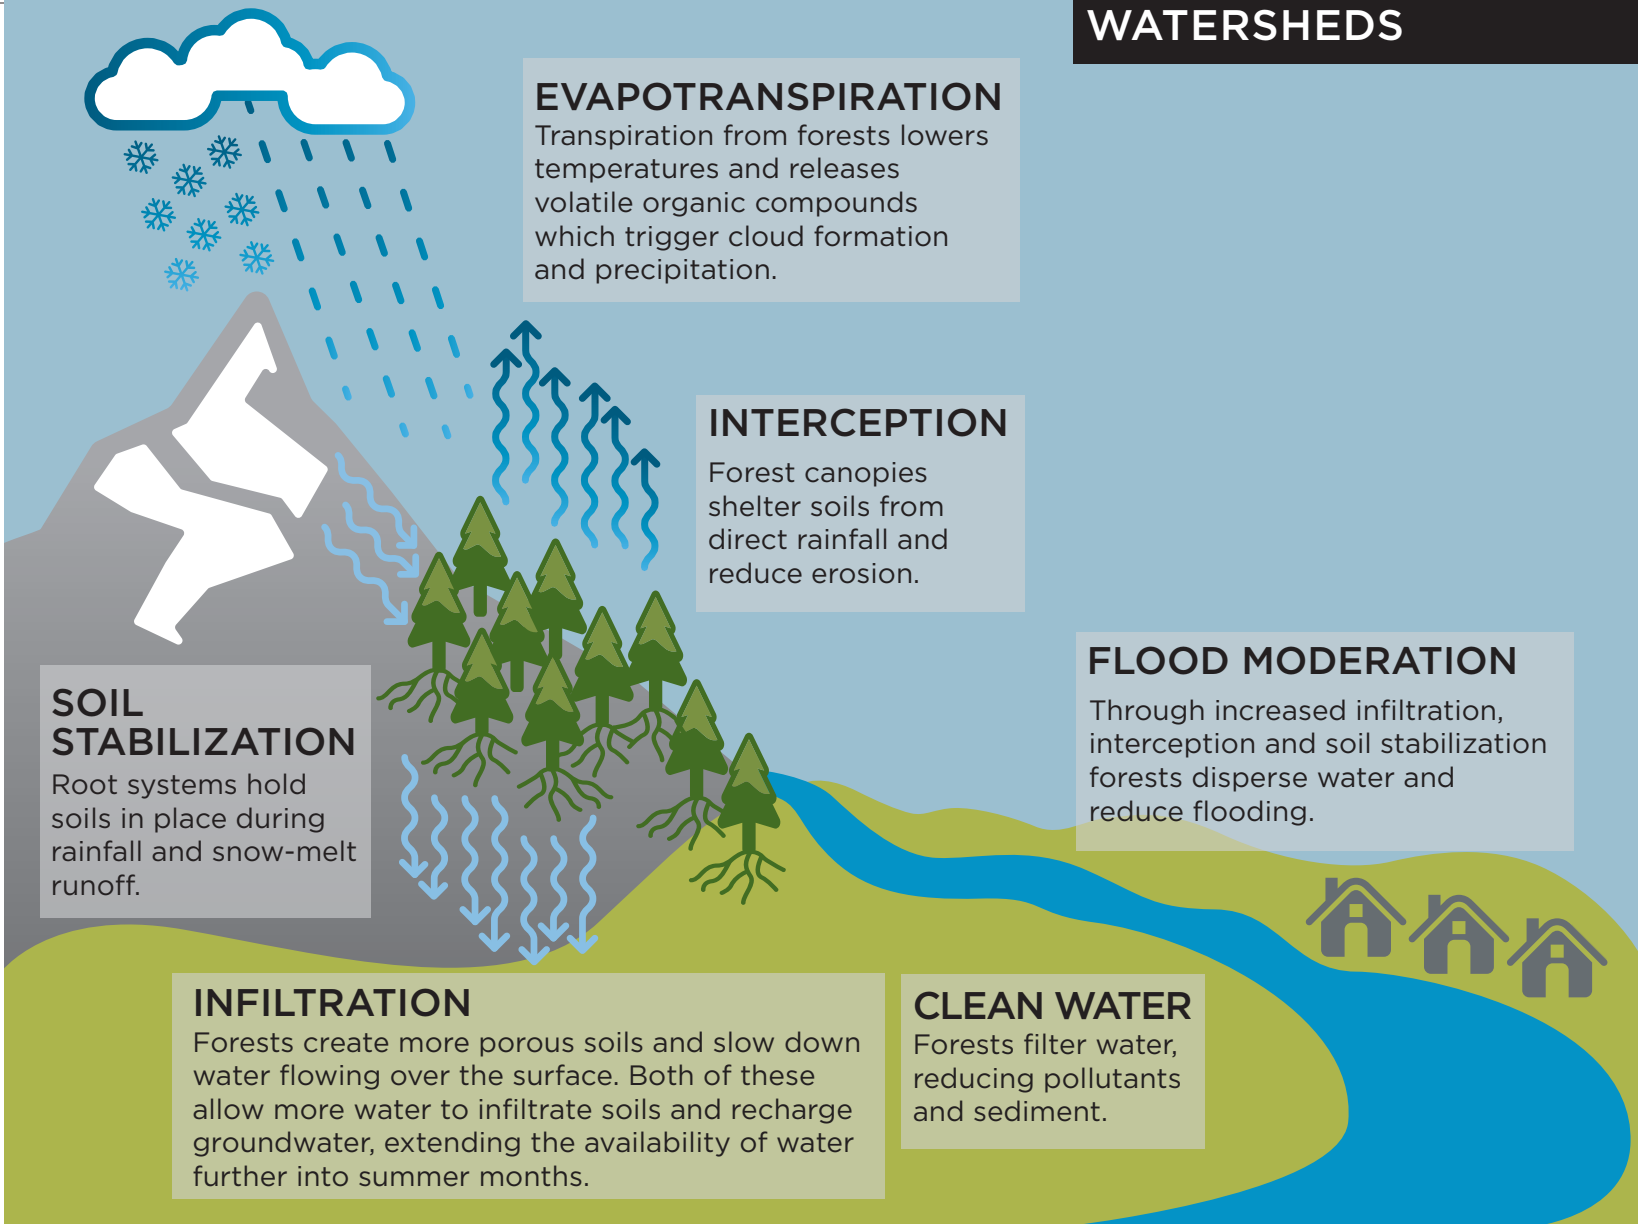 WATERSHEDS
EVAPOTRANSPIRATION
Transpiration from forests lowers
temperatures and releases
volatile organic compounds
which trigger cloud formation
and precipitation.
INTERCEPTION
Forest canopies
shelter soils from
direct rainfall and
reduce erosion.
FLOOD MODERATION
Through increased infiltration,
interception and soil stabilization
forests disperse water and
reduce flooding.
SOIL
STABILIZATION
Root systems hold
soils in place during
rainfall and snow-melt
runoff.
INFILTRATION
Forests create more porous soils and slow down
water flowing over the surface. Both of these
allow more water to infiltrate soils and recharge
groundwater, extending the availability of water
further into summer months.
CLEAN WATER
Forests filter water,
reducing pollutants
and sediment.